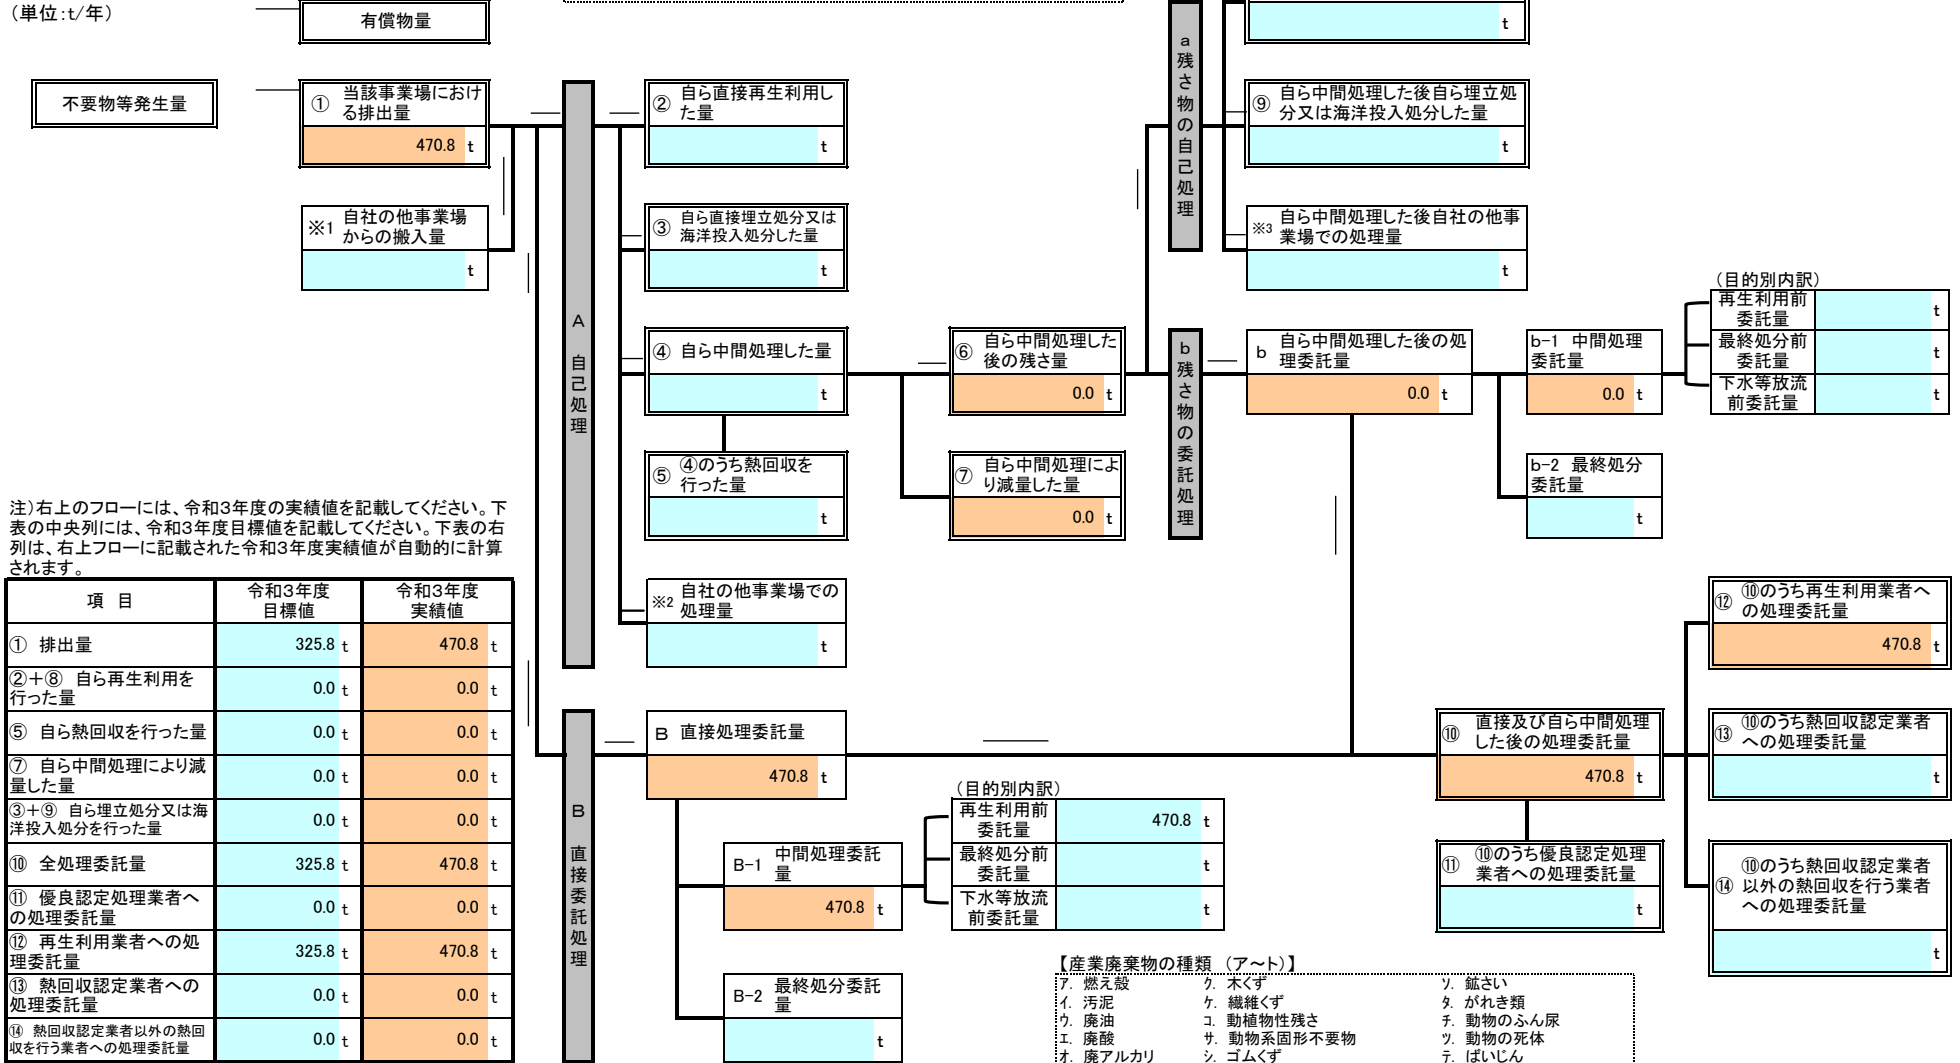 （単位：t/年）
有償物量
t
不要物等発生量
① 当該事業場におけ
る排出量
470.8 t
※1 自社の他事業場
からの搬入量
t
A 自己処理
② 自ら直接再生利用し
た量
t
③ 自ら直接埋立処分又は
海洋投入処分した量
t
④ 自ら中間処理した量
t
⑤ ④のうち熱回収を
行った量
t
※2 自社の他事業場での
処理量
t
⑥ 自ら中間処理した
後の残さ量
0.0 t
⑦ 自ら中間処理によ
り減量した量
0.0 t
a 残さ物の自己処理
⑨ 自ら中間処理した後自ら埋立処
分又は海洋投入処分した量
t
※3 自ら中間処理した後自社の他事
業場での処理量
t
b 残さ物の委託処理
b 自ら中間処理した後の処
理委託量
0.0 t
b-1 中間処理
委託量
0.0 t
（目的別内訳）
再生利用前
委託量
t
最終処分前
委託量
t
下水等放流
前委託量
t
b-2 最終処分
委託量
t
注）右上のフローには、令和3年度の実績値を記載してください。下
表の中央列には、令和3年度目標値を記載してください。下表の右
列は、右上フローに記載された令和3年度実績値が自動的に計算
されます。
項 目
令和3年度
目標値
令和3年度
実績値
① 排出量 325.8 t 470.8 t
②＋⑧ 自ら再生利用を
行った量 0.0 t 0.0 t
⑤ 自ら熱回収を行った量 0.0 t 0.0 t
⑦ 自ら中間処理により減
量した量 0.0 t 0.0 t
③＋⑨ 自ら埋立処分又は海
洋投入処分を行った量 0.0 t 0.0 t
⑩ 全処理委託量 325.8 t 470.8 t
⑪ 優良認定処理業者へ
の処理委託量 0.0 t 0.0 t
⑫ 再生利用業者への処
理委託量 325.8 t 470.8 t
⑬ 熱回収認定業者への
処理委託量 0.0 t 0.0 t
⑭ 熱回収認定業者以外の熱回
収を行う業者への処理委託量 0.0 t 0.0 t
B 直接委託処理
B 直接処理委託量
470.8 t
B-1 中間処理委託
量
470.8 t
（目的別内訳）
再生利用前
委託量
470.8 t
最終処分前
委託量
t
下水等放流
前委託量
t
B-2 最終処分委託
量
t
⑩ 直接及び自ら中間処理
した後の処理委託量
470.8 t
⑪ ⑩のうち優良認定処理
業者への処理委託量
t
⑫ ⑩のうち再生利用業者へ
の処理委託量
470.8 t
⑬ ⑩のうち熱回収認定業者
への処理委託量
t
⑭ ⑩のうち熱回収認定業者
以外の熱回収を行う業者
への処理委託量
t
【産業廃棄物の種類 （ア～ト）】
ア. 燃え殻 ク. 木くず ソ. 鉱さい
イ. 汚泥 ケ. 繊維くず タ. がれき類
ウ. 廃油 コ. 動植物性残さ チ. 動物のふん尿
エ. 廃酸 サ. 動物系固形不要物 ツ. 動物の死体
オ. 廃アルカリ シ. ゴムくず テ. ばいじん